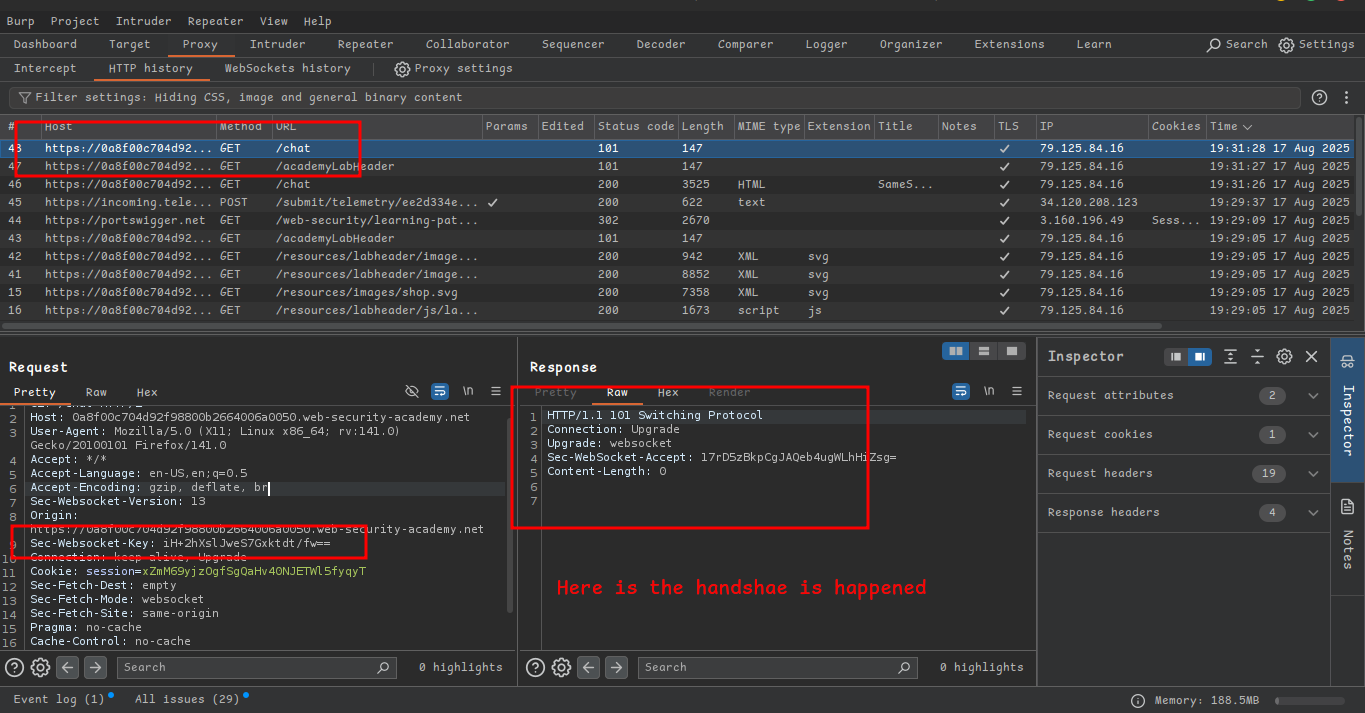 Burp Project Intruder Repeater View Help
Dashboard Target Proxy Intruder Repeater Collaborator Sequencer Decoder Comparer Logger Organizer Extensions Learn Search Settings
Intercept HTTP history WebSockets history Proxy settings
Filter settings: Hiding CSS, image and general binary content
# Host Method URL Params Edited Status code Length MIME type Extension Title Notes TLS IP Cookies Time
48 https://0a8f00c704d92... GET /chat 101 147 ✓ 79.125.84.16 19:31:28 17 Aug 2025
47 https://0a8f00c704d92... GET /academyLabHeader 101 147 ✓ 79.125.84.16 19:31:27 17 Aug 2025
46 https://0a8f00c704d92... GET /chat 200 3525 HTML SameS... ✓ 79.125.84.16 19:31:26 17 Aug 2025
45 https://incoming.tele... POST /submit/telemetry/ee2d334e... ✓ 200 622 text ✓ 34.120.208.123 19:29:37 17 Aug 2025
44 https://portswigger.net GET /web-security/learning-pat... 302 2670 ✓ 3.160.196.49 Sess... 19:29:09 17 Aug 2025
43 https://0a8f00c704d92... GET /academyLabHeader 101 147 ✓ 79.125.84.16 19:29:05 17 Aug 2025
42 https://0a8f00c704d92... GET /resources/labheader/image... 200 942 XML svg ✓ 79.125.84.16 19:29:05 17 Aug 2025
41 https://0a8f00c704d92... GET /resources/labheader/image... 200 8852 XML svg ✓ 79.125.84.16 19:29:05 17 Aug 2025
15 https://0a8f00c704d92... GET /resources/images/shop.svg 200 7358 XML svg ✓ 79.125.84.16 19:29:05 17 Aug 2025
16 https://0a8f00c704d92... GET /resources/labheader/js/la... 200 1673 script js ✓ 79.125.84.16 19:29:05 17 Aug 2025
Request
Pretty Raw Hex \n
2 Host: 0a8f00c704d92f98800b2664006a0050.web-security-academy.net
3 User-Agent: Mozilla/5.0 (X11; Linux x86_64; rv:141.0)
Gecko/20100101 Firefox/141.0
4 Accept: */*
5 Accept-Language: en-US,en;q=0.5
6 Accept-Encoding: gzip, deflate, br
7 Sec-Websocket-Version: 13
8 Origin:
https://0a8f00c704d92f98800b2664006a0050.web-security-academy.net
9 Sec-Websocket-Key: iH+2hXslJweS7Gxktdt/fw==
10 Connection: keep-alive, Upgrade
11 Cookie: session=xZmM69yjzOgfSgQaHv4ONJETWl5fyqyT
12 Sec-Fetch-Dest: empty
13 Sec-Fetch-Mode: websocket
14 Sec-Fetch-Site: same-origin
15 Pragma: no-cache
16 Cache-Control: no-cache
Search 0 highlights
Response
Pretty Raw Hex Render \n
1 HTTP/1.1 101 Switching Protocol
2 Connection: Upgrade
3 Upgrade: websocket
4 Sec-WebSocket-Accept: l7rD5zBkpCgJAQeb4ugWLhHiZsg=
5 Content-Length: 0
6
7
Here is the handshae is happened
Search 0 highlights
Inspector
Request attributes 2
Request cookies 1
Request headers 19
Response headers 4
Inspector
Notes
Event log (1) All issues (29) Memory: 188.5MB